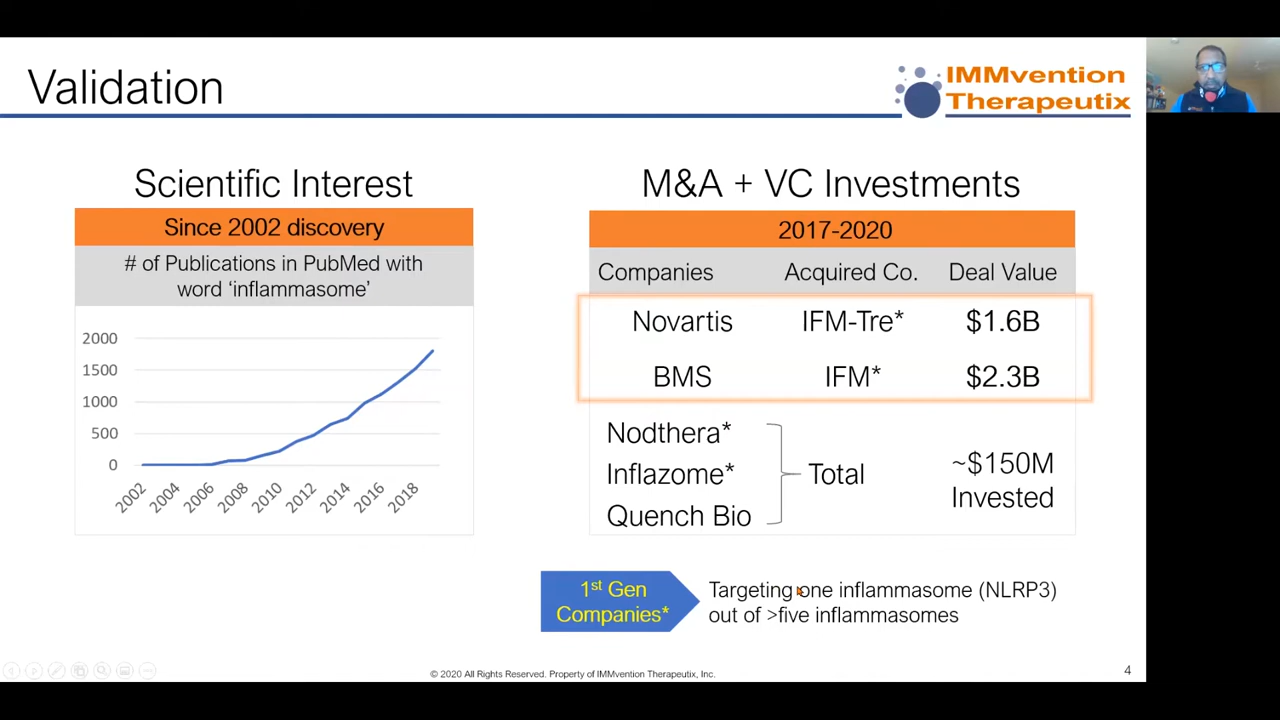 Validation
IMMvention
Therapeutix
Scientific Interest
Since 2002 discovery
# of Publications in PubMed with
word ‘inflammasome’
2000
1500
1000
500
0
2002
2004
2006
2008
2010
2012
2014
2016
2018
M&A + VC Investments
2017-2020
Companies Acquired Co. Deal Value
Novartis IFM-Tre* $1.6B
BMS IFM* $2.3B
Nodthera*
Inflazome*
Quench Bio
Total
~$150M
Invested
1st Gen
Companies*
Targeting one inflammasome (NLRP3)
out of >five inflammasomes
© 2020 All Rights Reserved. Property of IMMvention Therapeutix, Inc.
4